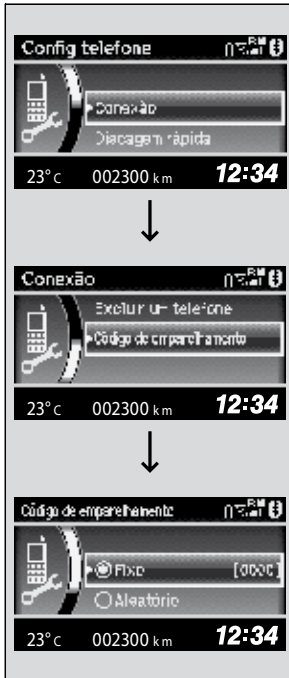 Config telefone
Conexão
Discagem rápida
23°c 002300 km 12:34
Conexão
Excluir um telefone
Código de emparelhamento
23°c 002300 km 12:34
Código de emparelhamento
Fixo [0000]
Aleatório
23°c 002300 km 12:34